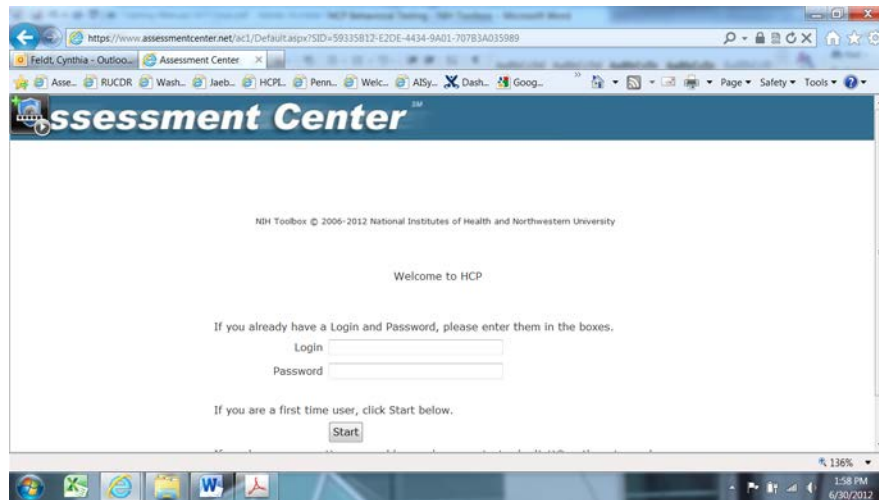 https://www.assessmentcenter.net/ac1/Default.aspx?SID=59335B12-E2DE-4434-9A01-707B3A035989
Feldt, Cynthia - Outloo...
Assessment Center
Asse...
RUCDR
Wash...
Jaeb...
HCPL...
Penn...
Welc...
AlSy...
Dash...
Goog...
Page
Safety
Tools
ssessment Center SM
NIH Toolbox © 2006-2012 National Institutes of Health and Northwestern University
Welcome to HCP
If you already have a Login and Password, please enter them in the boxes.
Login
Password
If you are a first time user, click Start below.
Start
136%
1:58 PM
6/30/2012